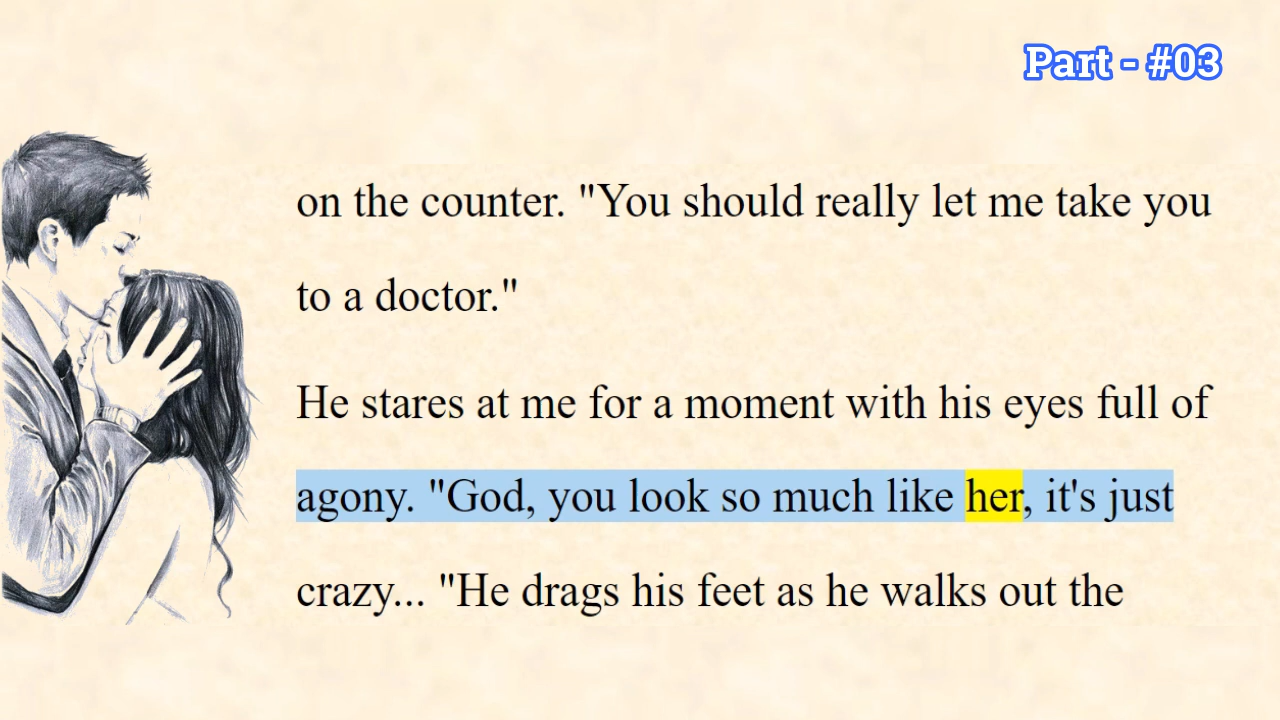 Part - #03
on the counter. "You should really let me take you
to a doctor."
He stares at me for a moment with his eyes full of
agony. "God, you look so much like her, it's just
crazy... "He drags his feet as he walks out the